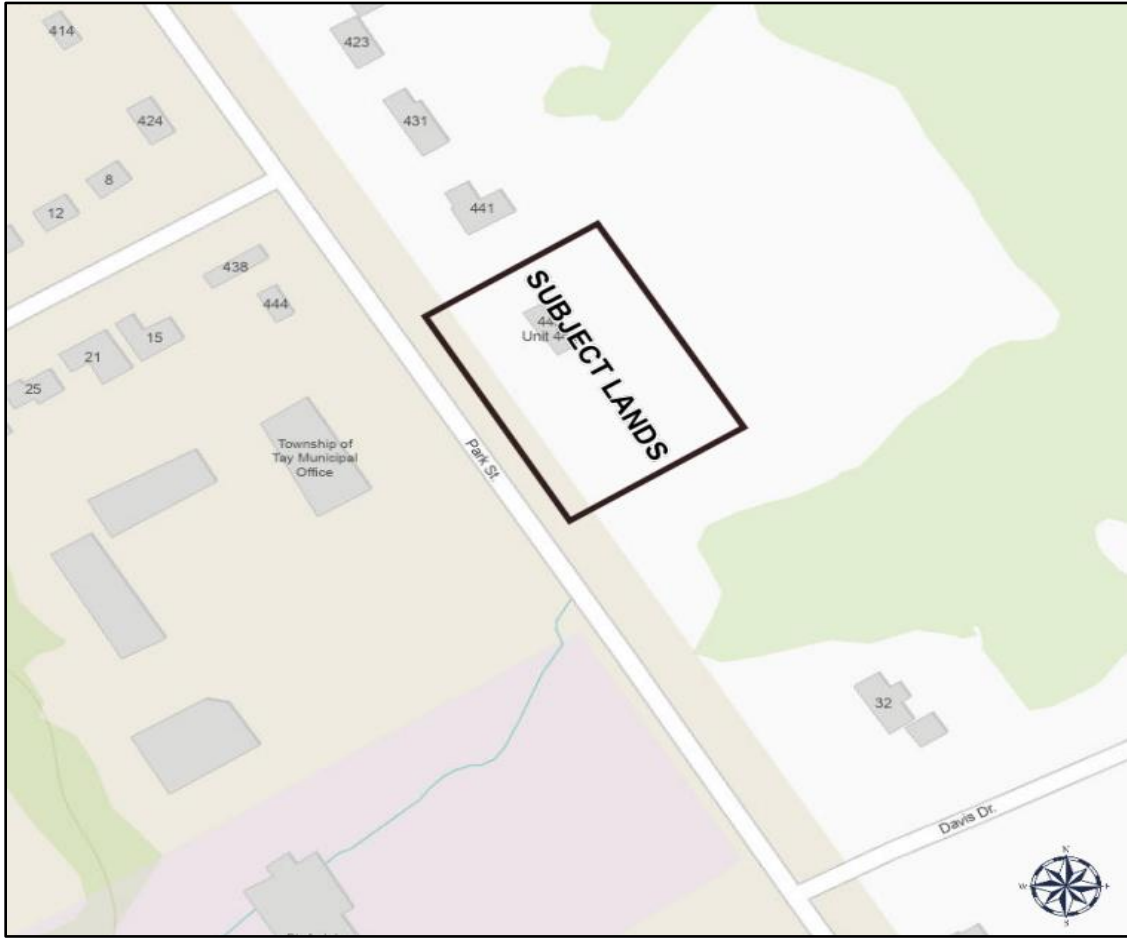 414
423
424
431
8
12
441
438
444
15
21
25
SUBJECT LANDS
Unit
Township of
Tay Municipal
Office
Park St.
32
Davis Dr.
N
W
E
S